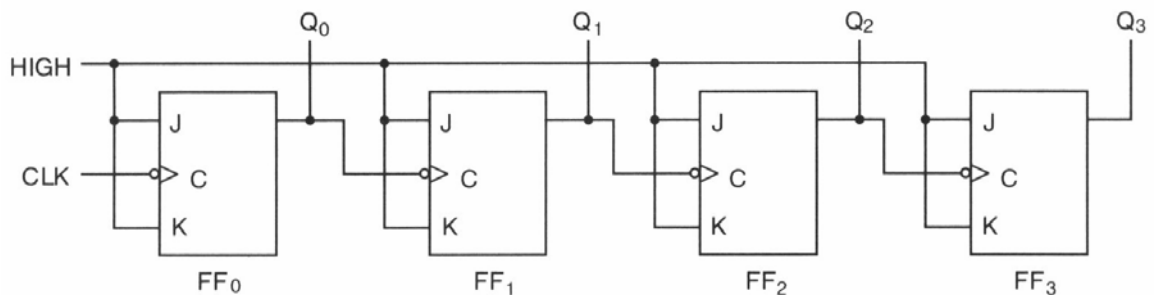 Q0 Q1 Q2 Q3
HIGH
J J J J
CLK C C C C
K K K K
FF0 FF1 FF2 FF3